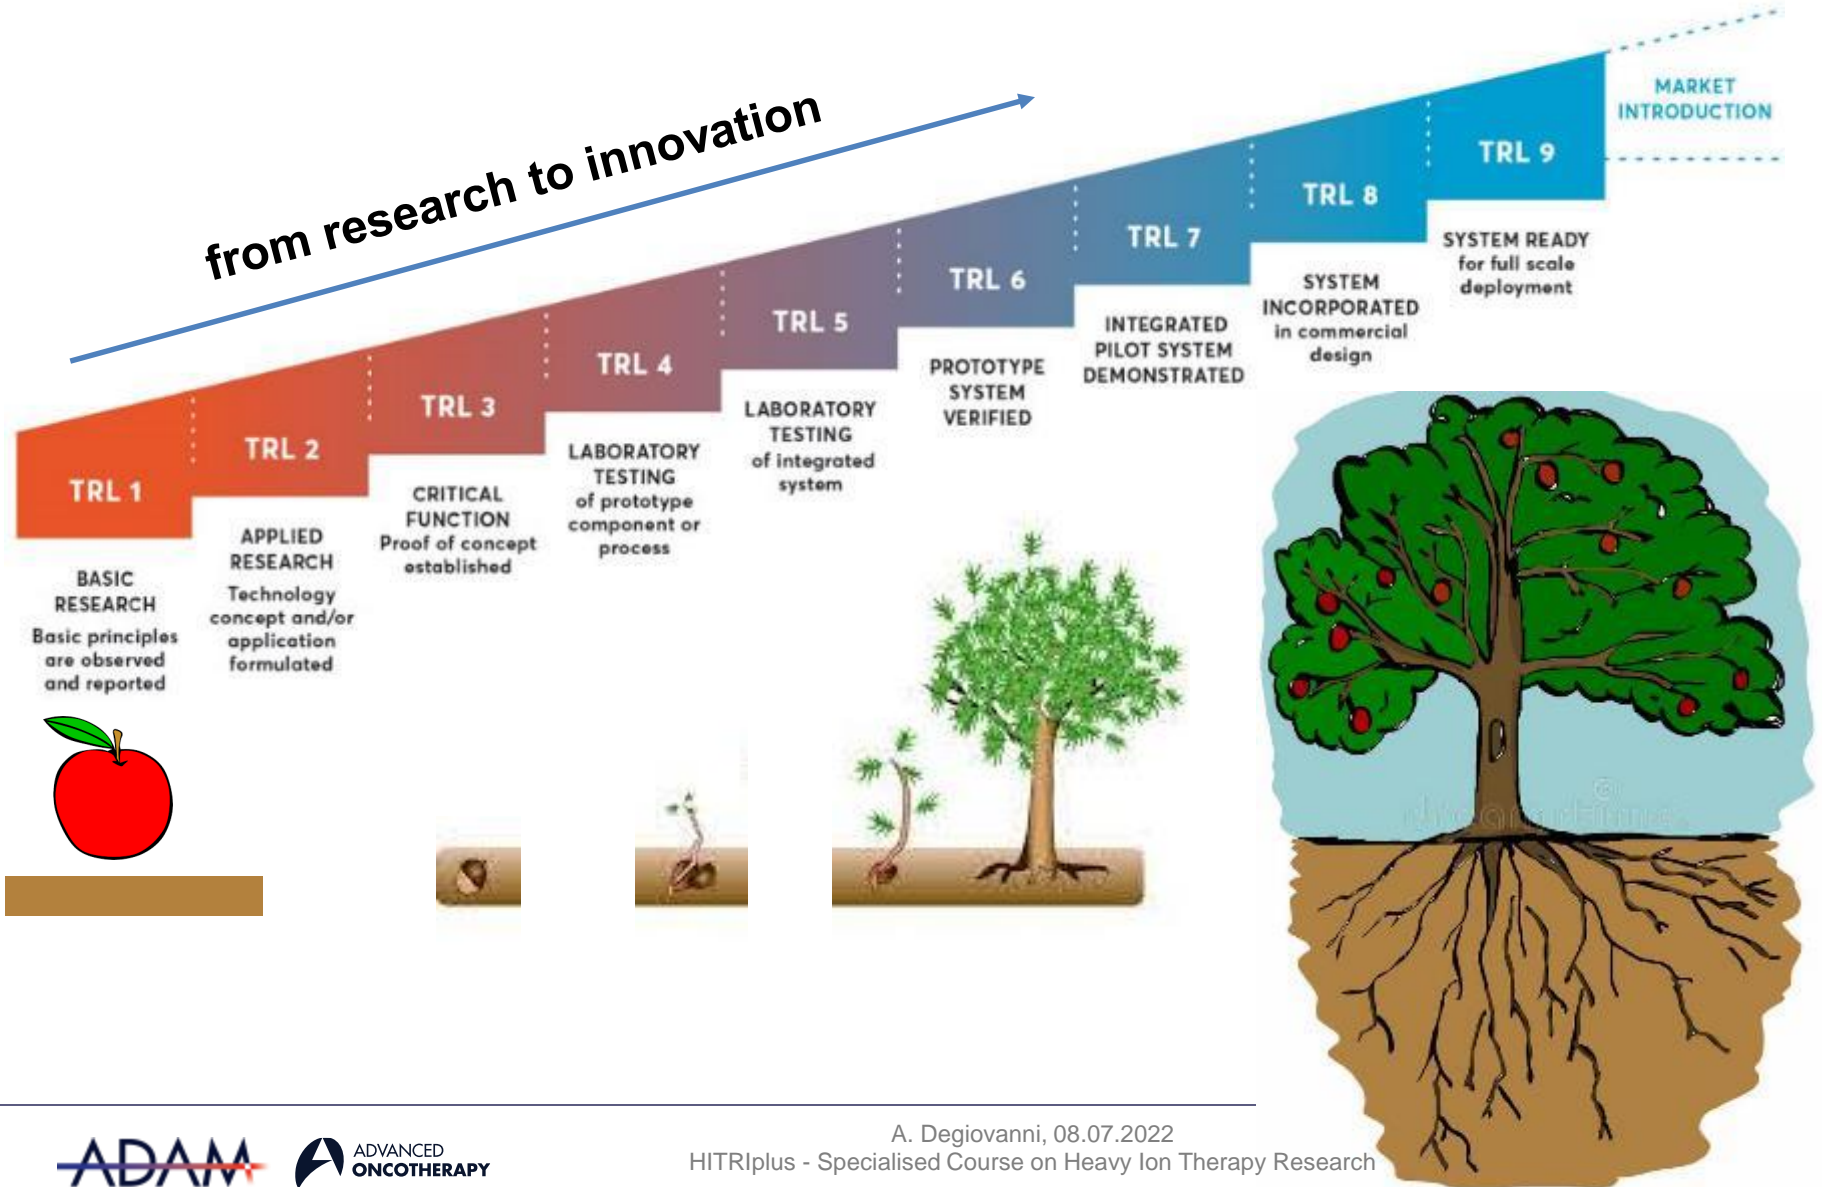 from research to innovation
MARKET
INTRODUCTION
TRL 9
TRL 8
TRL 7
TRL 6
TRL 5
TRL 4
TRL 3
TRL 2
TRL 1
BASIC
RESEARCH
Basic principles
are observed
and reported
APPLIED
RESEARCH
Technology
concept and/or
application
formulated
CRITICAL
FUNCTION
Proof of concept
established
LABORATORY
TESTING
of prototype
component or
process
LABORATORY
TESTING
of integrated
system
PROTOTYPE
SYSTEM
VERIFIED
INTEGRATED
PILOT SYSTEM
DEMONSTRATED
SYSTEM
INCORPORATED
in commercial
design
SYSTEM READY
for full scale
deployment
ADAM
ADVANCED
ONCOTHERAPY
A. Degiovanni, 08.07.2022
HITRIplus - Specialised Course on Heavy Ion Therapy Research